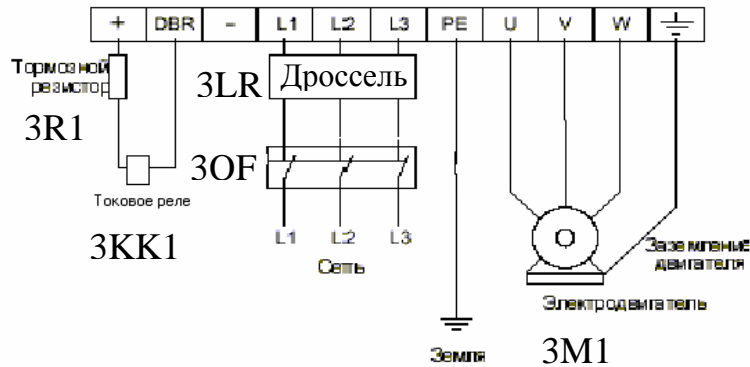 + DBR - L1 L2 L3 PE U V W
Тормозной
резистор
3R1
3LR
Дроссель
3OF
Токовое реле
3KK1
L1 L2 L3
Сеть
Заземление
двигателя
Электродвигатель
3M1
Земля